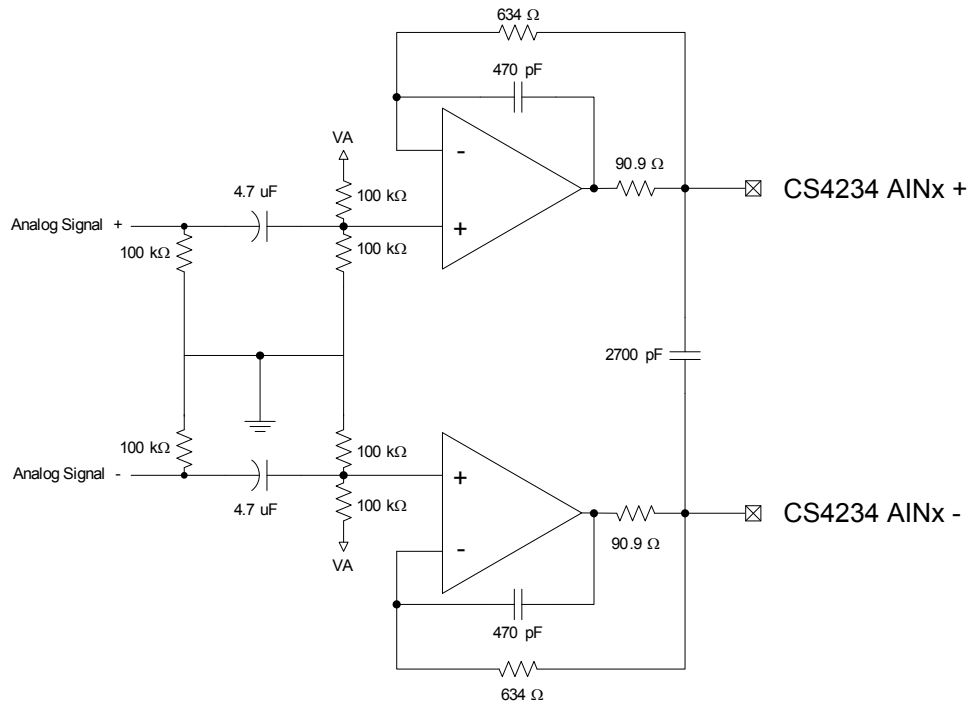 634 Ω
470 pF
VA
-
90.9 Ω
4.7 uF
100 kΩ
CS4234 AINx +
Analog Signal +
+
100 kΩ
100 kΩ
2700 pF
100 kΩ
100 kΩ
Analog Signal -
+
4.7 uF
100 kΩ
CS4234 AINx -
90.9 Ω
-
VA
470 pF
634 Ω